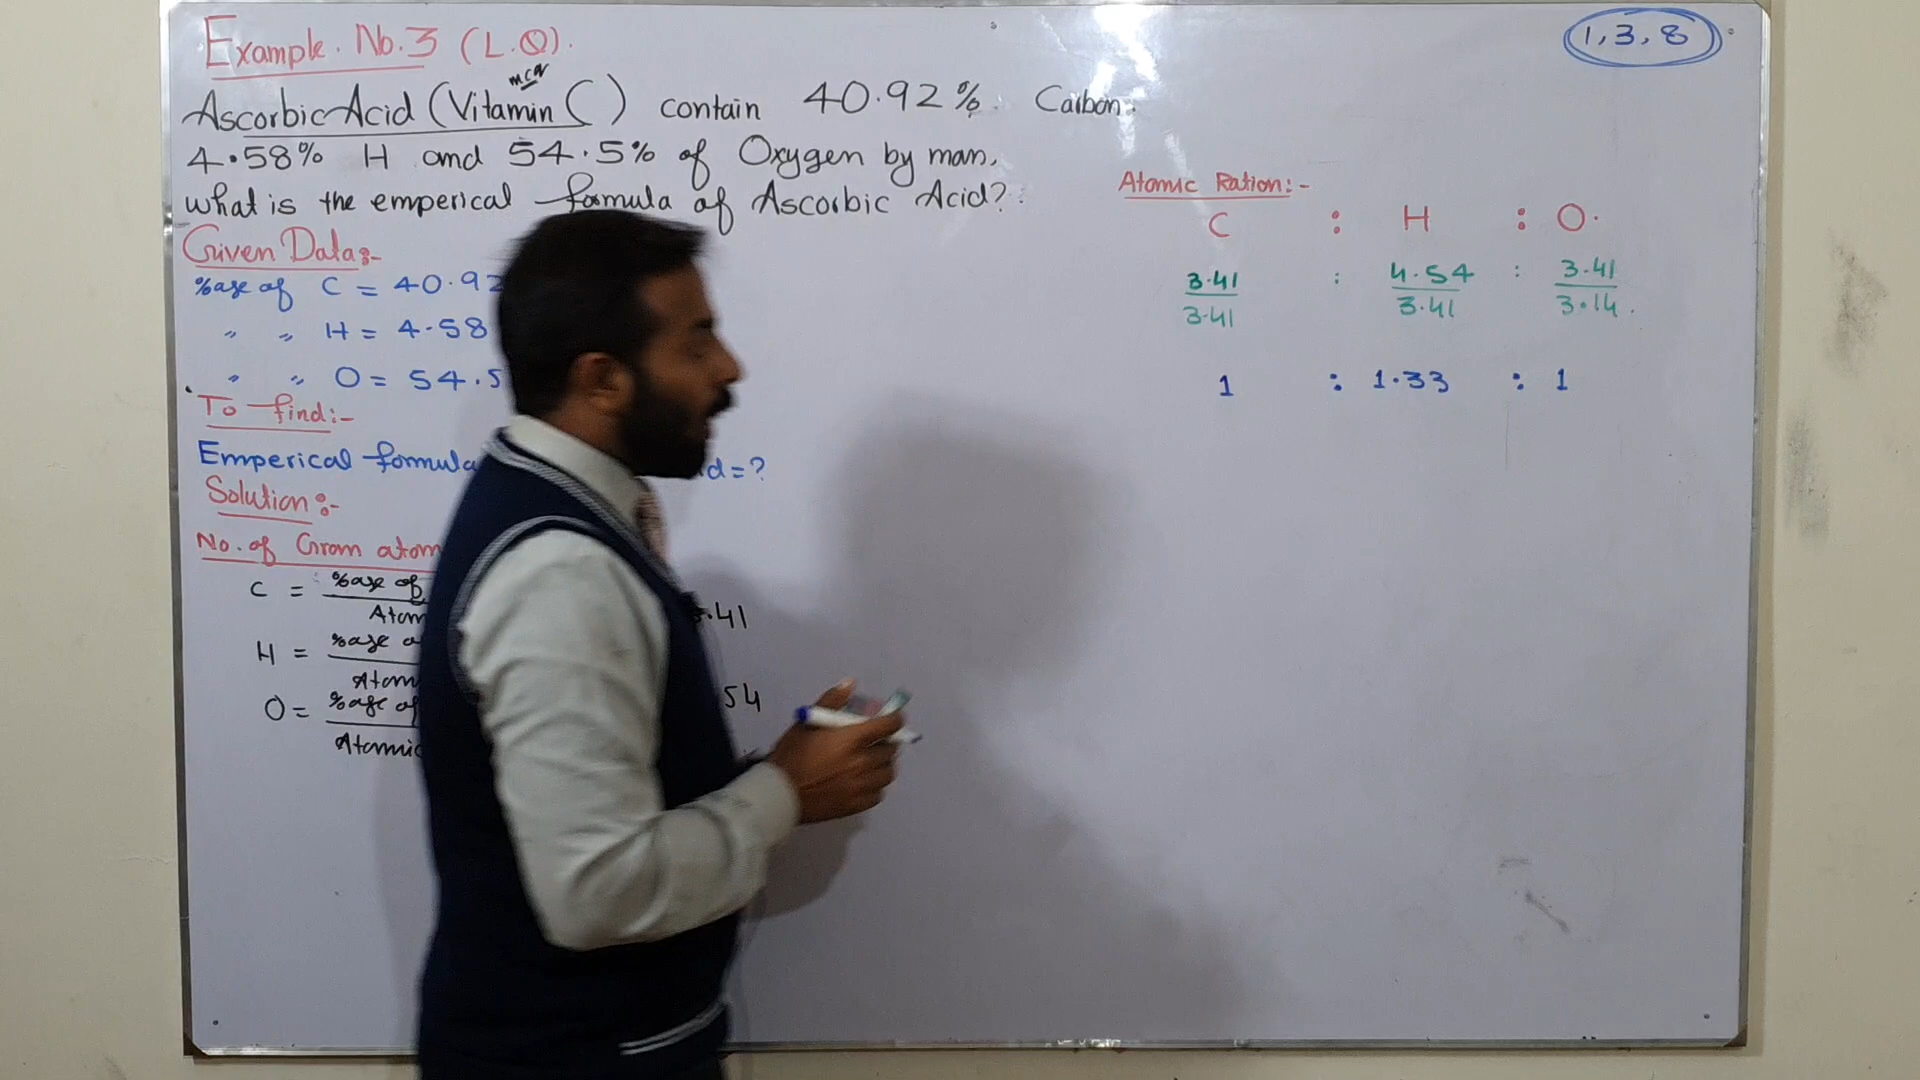 Example. No.3 (L.Q).
1,3,8
mcq
Ascorbic Acid (Vitamin C) contain 40.92% Carbon.
4.58% H and 54.5% of Oxygen by man.
what is the emperical formula of Ascorbic Acid?
Given Data:-
%age of C = 40.92
" " H = 4.58
" " O = 54.5
To find:-
Emperical formula d=?
Solution:-
No. of Gram atom
C = %age of
Atom .41
H = %age o
Atom 54
O = %age of
Atomic
Atomic Ration:-
C : H : O.
3.41 : 4.54 : 3.41
3.41 3.41 3.14.
1 : 1.33 : 1